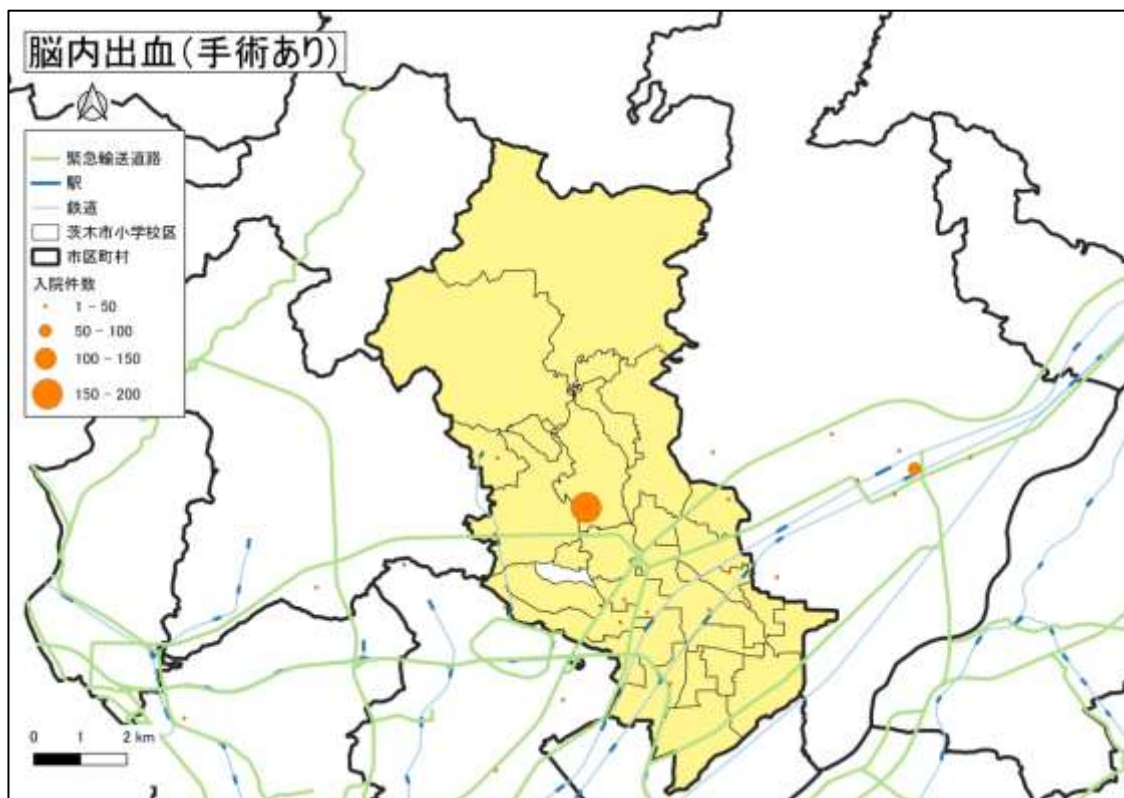 脳内出血(手術あり)
緊急輸送道路
駅
鉄道
茨木市小学校区
市区町村
入院件数
1 - 50
50 - 100
100 - 150
150 - 200
0 1 2 km